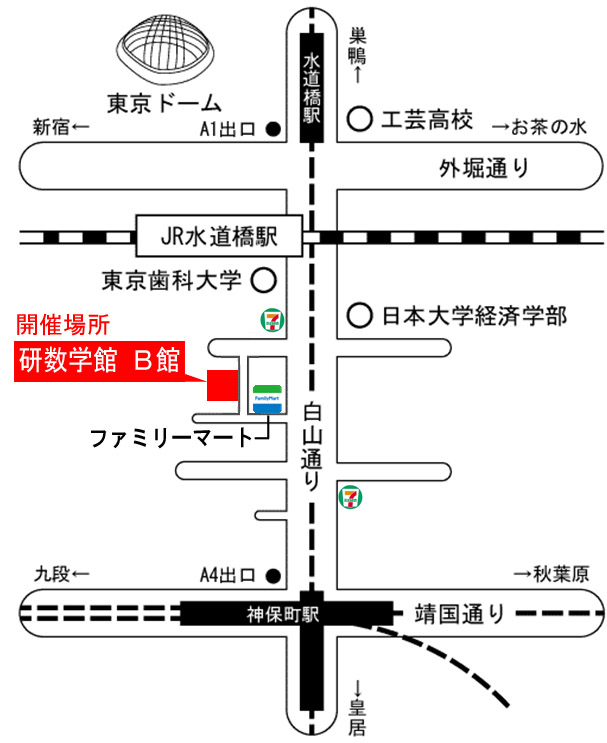 水道橋駅
巣鴨↑
東京ドーム
新宿←
A1出口
工芸高校
→お茶の水
外堀通り
JR水道橋駅
東京歯科大学
7
開催場所
日本大学経済学部
研数学館 B館
FamilyMart
ファミリーマート
白山通り
7
九段←
A4出口
→秋葉原
神保町駅
靖国通り
↓皇居